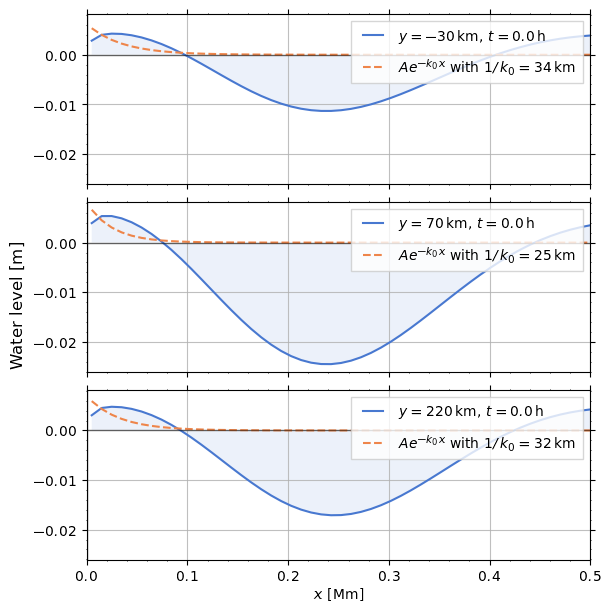 0.00
−0.01
−0.02
y = −30 km, t = 0.0 h
Ae^{−k₀x} with 1/k₀ = 34 km
0.00
−0.01
−0.02
y = 70 km, t = 0.0 h
Ae^{−k₀x} with 1/k₀ = 25 km
Water level [m]
0.00
−0.01
−0.02
y = 220 km, t = 0.0 h
Ae^{−k₀x} with 1/k₀ = 32 km
0.0 0.1 0.2 0.3 0.4 0.5
x [Mm]